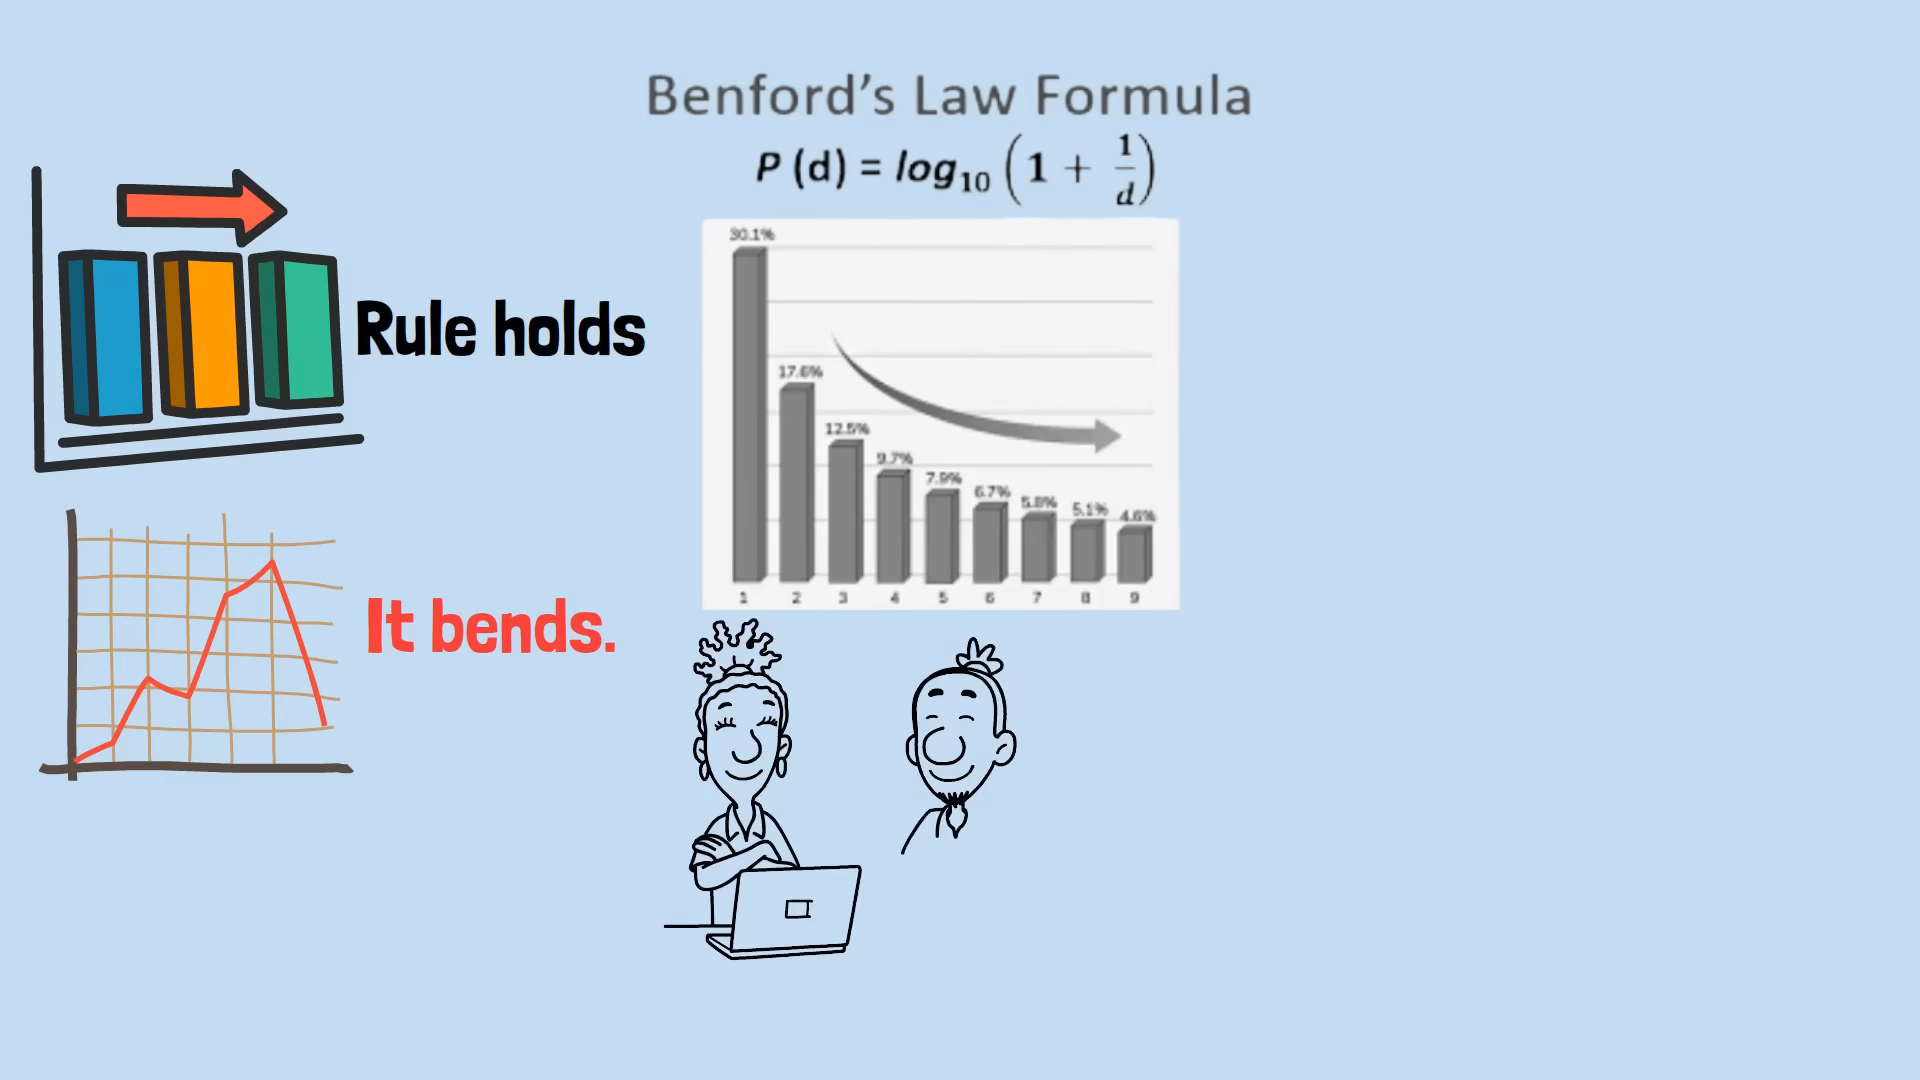 Benford's Law Formula
P (d) = log₁₀ (1 + 1/d)
Rule holds
It bends.
30.1%
17.6%
12.5%
9.7%
7.9%
6.7%
5.8%
5.1%
4.6%
1 2 3 4 5 6 7 8 9